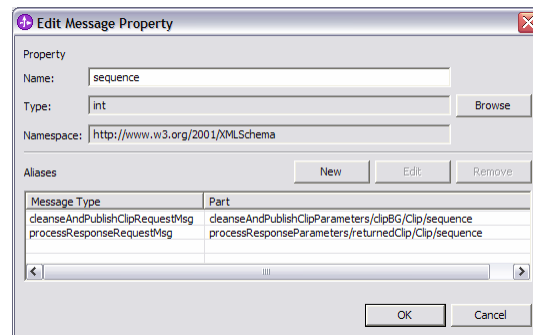 Edit Message Property
Property
Name: sequence
Type: int Browse
Namespace: http://www.w3.org/2001/XMLSchema
Aliases New Edit Remove
Message Type Part
cleanseAndPublishClipRequestMsg cleanseAndPublishClipParameters/clipBG/Clip/sequence
processResponseRequestMsg processResponseParameters/returnedClip/Clip/sequence
OK Cancel